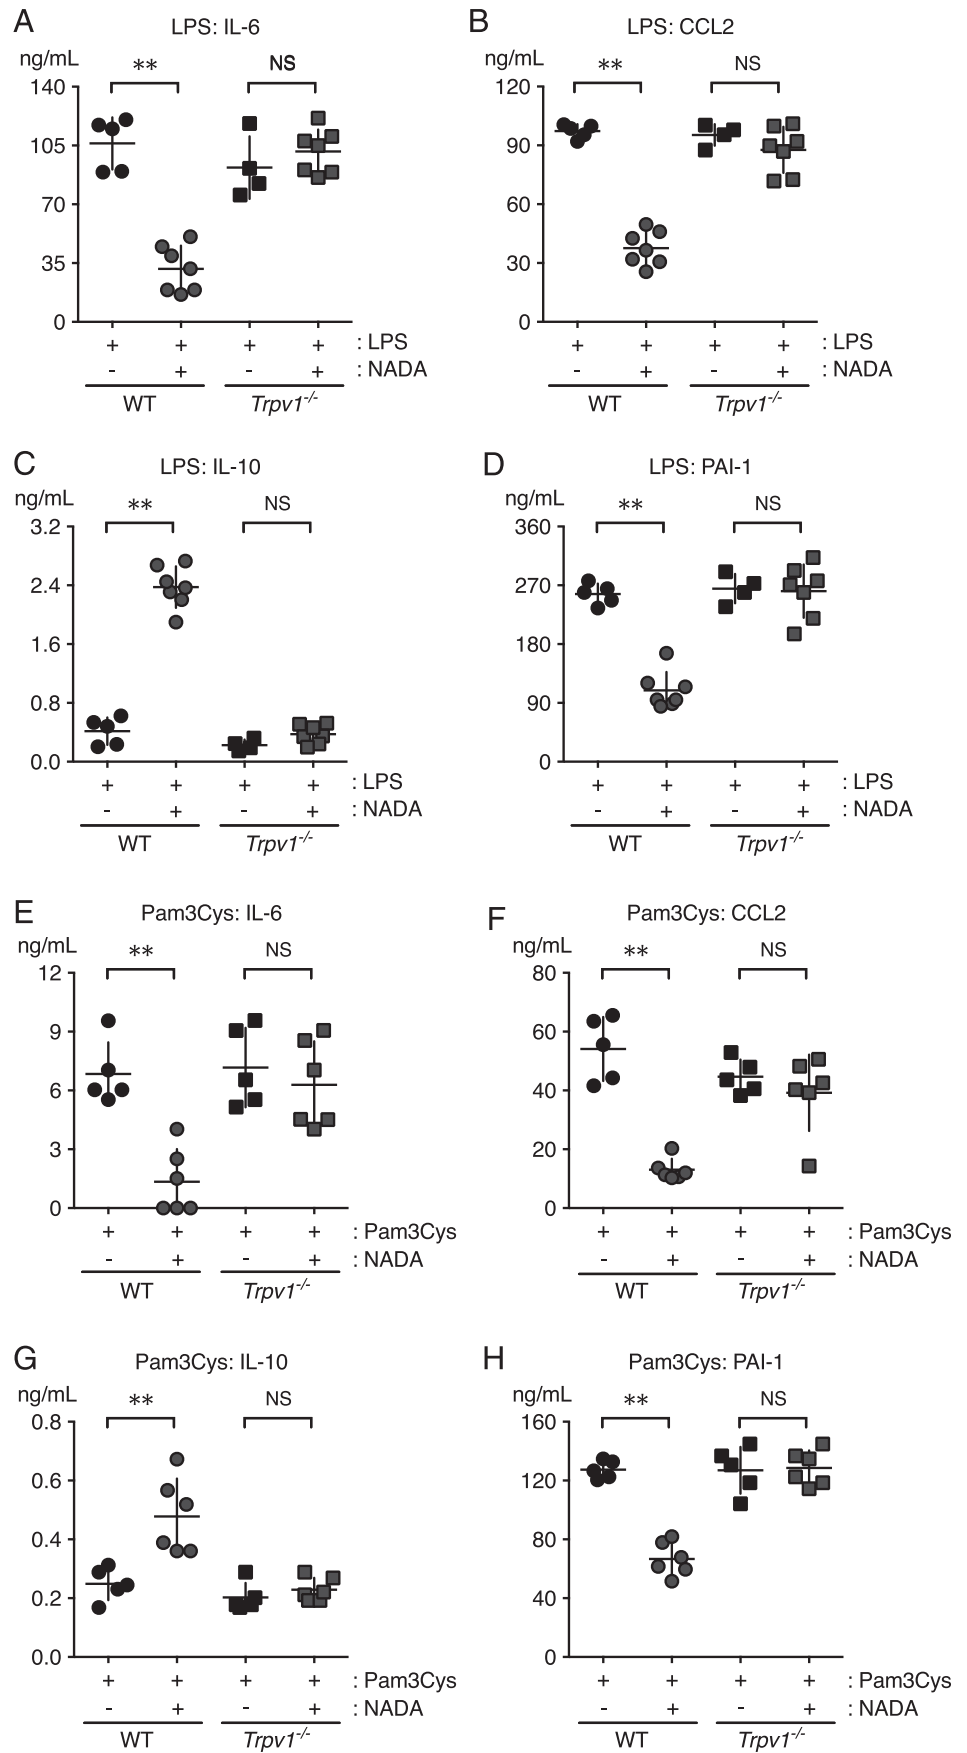 A
LPS: IL-6
ng/mL
**
NS
140
105
70
35
0
+ + + + : LPS
- + - + : NADA
WT Trpv1-/-
B
LPS: CCL2
ng/mL
**
NS
120
90
60
30
0
+ + + + : LPS
- + - + : NADA
WT Trpv1-/-
C
LPS: IL-10
ng/mL
**
NS
3.2
2.4
1.6
0.8
0.0
+ + + + : LPS
- + - + : NADA
WT Trpv1-/-
D
LPS: PAI-1
ng/mL
**
NS
360
270
180
90
0
+ + + + : LPS
- + - + : NADA
WT Trpv1-/-
E
Pam3Cys: IL-6
ng/mL
**
NS
12
9
6
3
0
+ + + + : Pam3Cys
- + - + : NADA
WT Trpv1-/-
F
Pam3Cys: CCL2
ng/mL
**
NS
80
60
40
20
0
+ + + + : Pam3Cys
- + - + : NADA
WT Trpv1-/-
G
Pam3Cys: IL-10
ng/mL
**
NS
0.8
0.6
0.4
0.2
0.0
+ + + + : Pam3Cys
- + - + : NADA
WT Trpv1-/-
H
Pam3Cys: PAI-1
ng/mL
**
NS
160
120
80
40
0
+ + + + : Pam3Cys
- + - + : NADA
WT Trpv1-/-